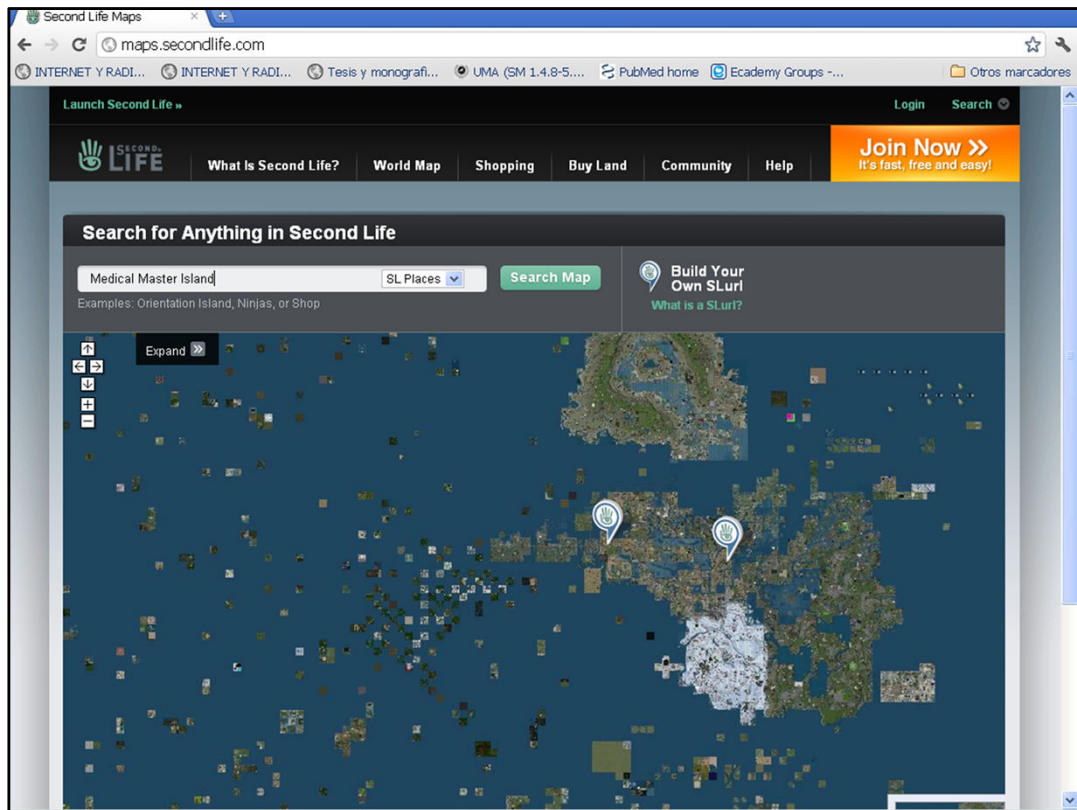 Second Life Maps
maps.secondlife.com
INTERNET Y RADI... INTERNET Y RADI... Tesis y monografi... UMA (SM 1.4.8-5.... PubMed home Ecademy Groups -... Otros marcadores
Launch Second Life » Login Search
SECOND LIFE What Is Second Life? World Map Shopping Buy Land Community Help Join Now >>
It's fast, free and easy!
Search for Anything in Second Life
Medical Master Island SL Places Search Map
Examples: Orientation Island, Ninjas, or Shop
Build Your
Own SLurl
What is a SLurl?
Expand »